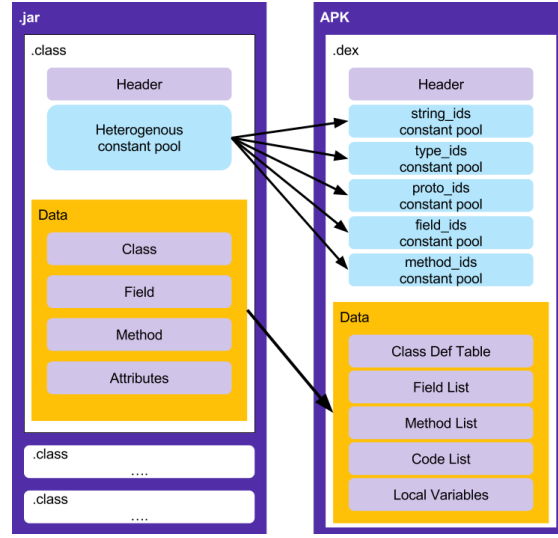 .jar
.class
Header
Heterogenous
constant pool
Data
Class
Field
Method
Attributes
.class
....
.class
....
APK
.dex
Header
string_ids
constant pool
type_ids
constant pool
proto_ids
constant pool
field_ids
constant pool
method_ids
constant pool
Data
Class Def Table
Field List
Method List
Code List
Local Variables